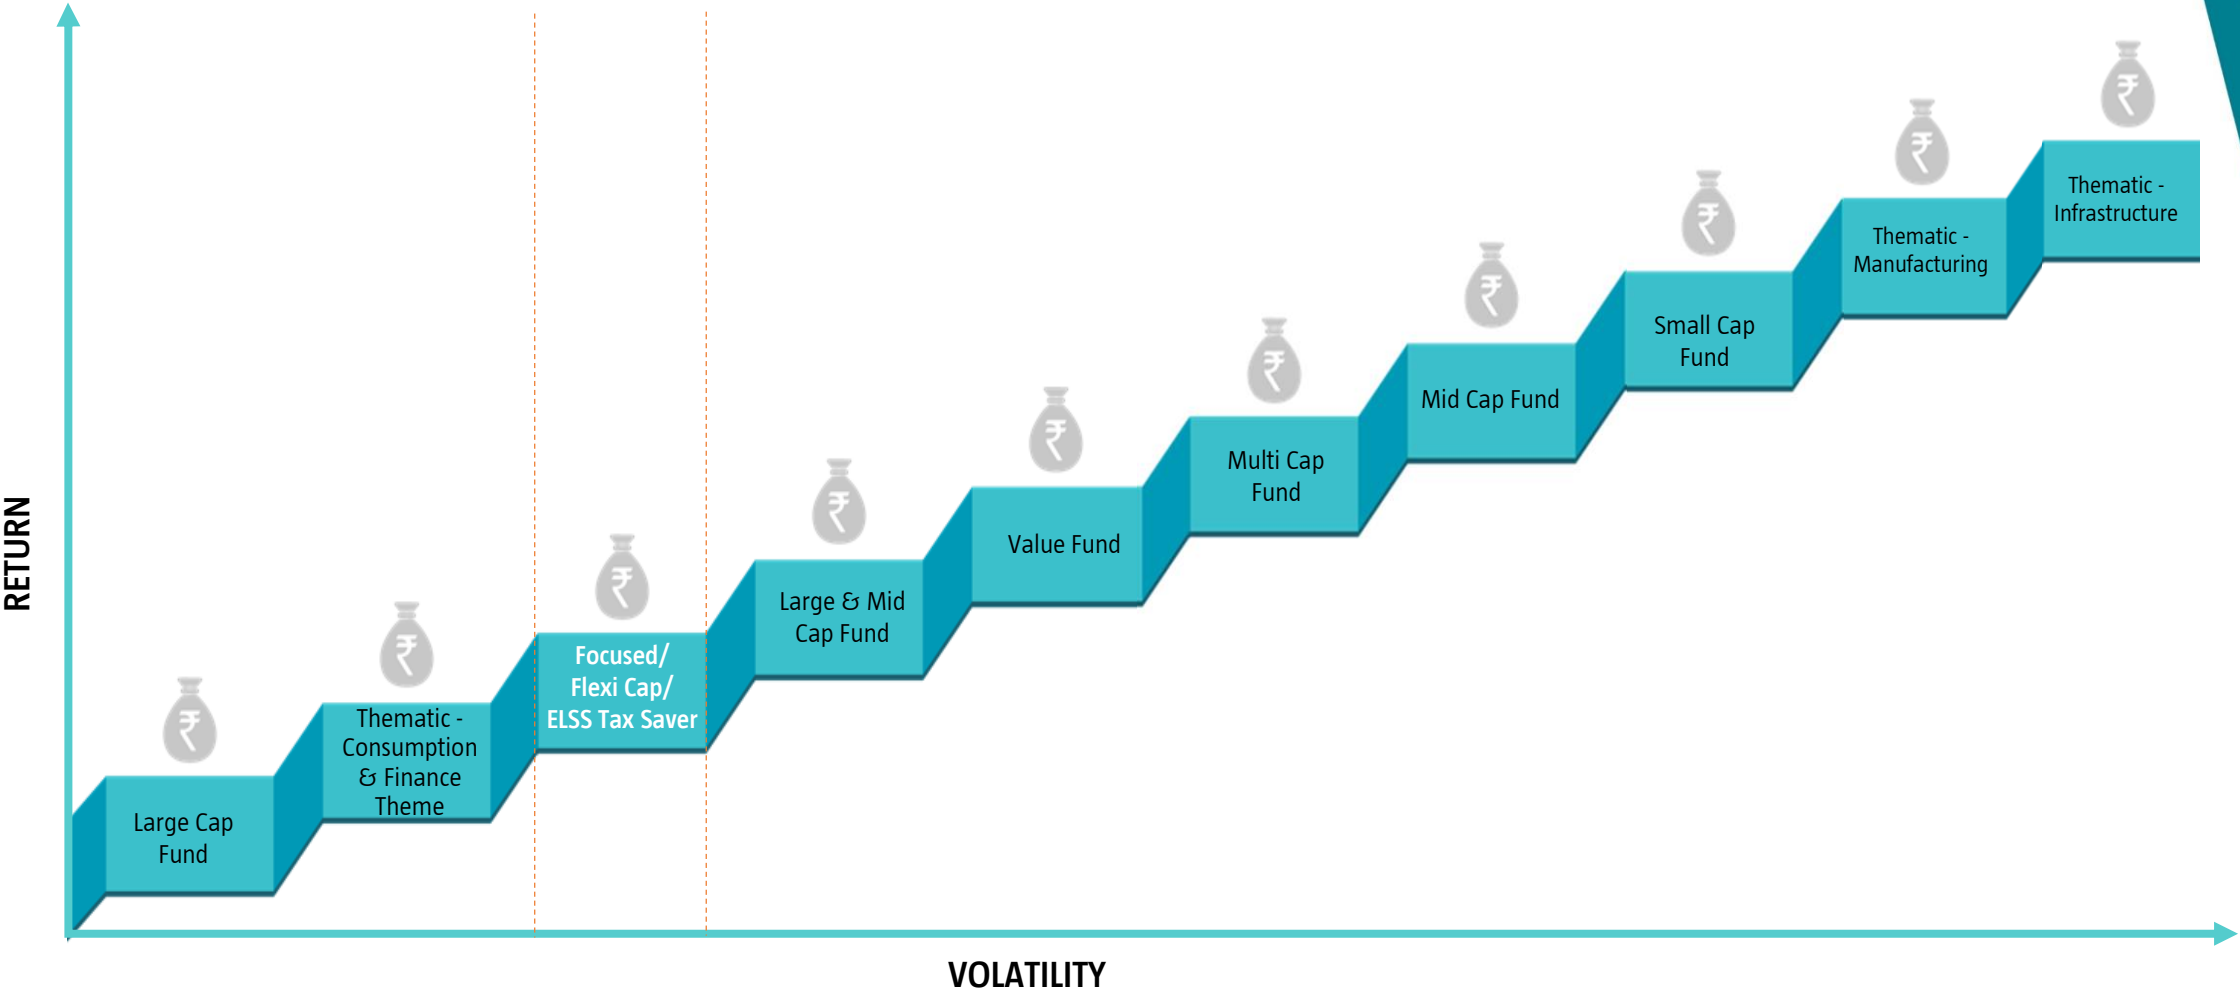 RETURN
Large Cap
Fund
Thematic -
Consumption
& Finance
Theme
Focused/
Flexi Cap/
ELSS Tax Saver
Large & Mid
Cap Fund
Value Fund
Multi Cap
Fund
Mid Cap Fund
Small Cap
Fund
Thematic -
Manufacturing
Thematic -
Infrastructure
₹
₹
₹
₹
₹
₹
₹
₹
₹
₹
VOLATILITY